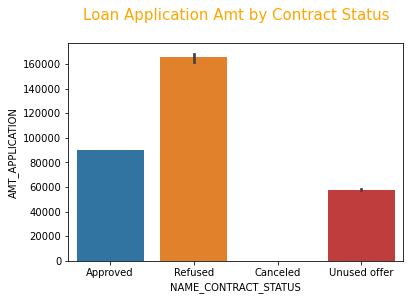 Loan Application Amt by Contract Status
160000
140000
120000
100000
80000
60000
40000
20000
0
AMT_APPLICATION
Approved Refused Canceled Unused offer
NAME_CONTRACT_STATUS